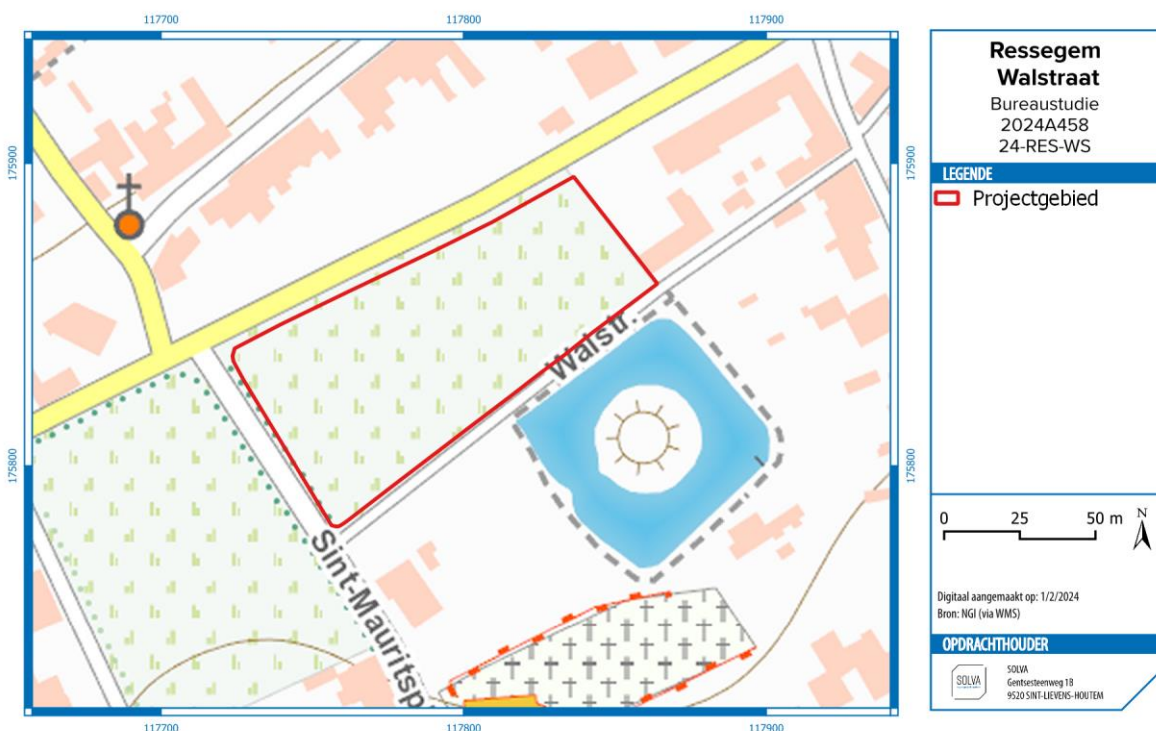 117700
117800
117900
175900
175800
175900
175800
Walstr.
Sint-Mauritsp
117700
117800
117900
Ressegem
Walstraat
Bureaustudie
2024A458
24-RES-WS
LEGENDE
Projectgebied
0 25 50 m
N
Digitaal aangemaakt op: 1/2/2024
Bron: NGI (via WMS)
OPDRACHTHOUDER
SOLVA
SOLVA
Gentsesteenweg 18
9520 SINT-LIEVENS-HOUTEM